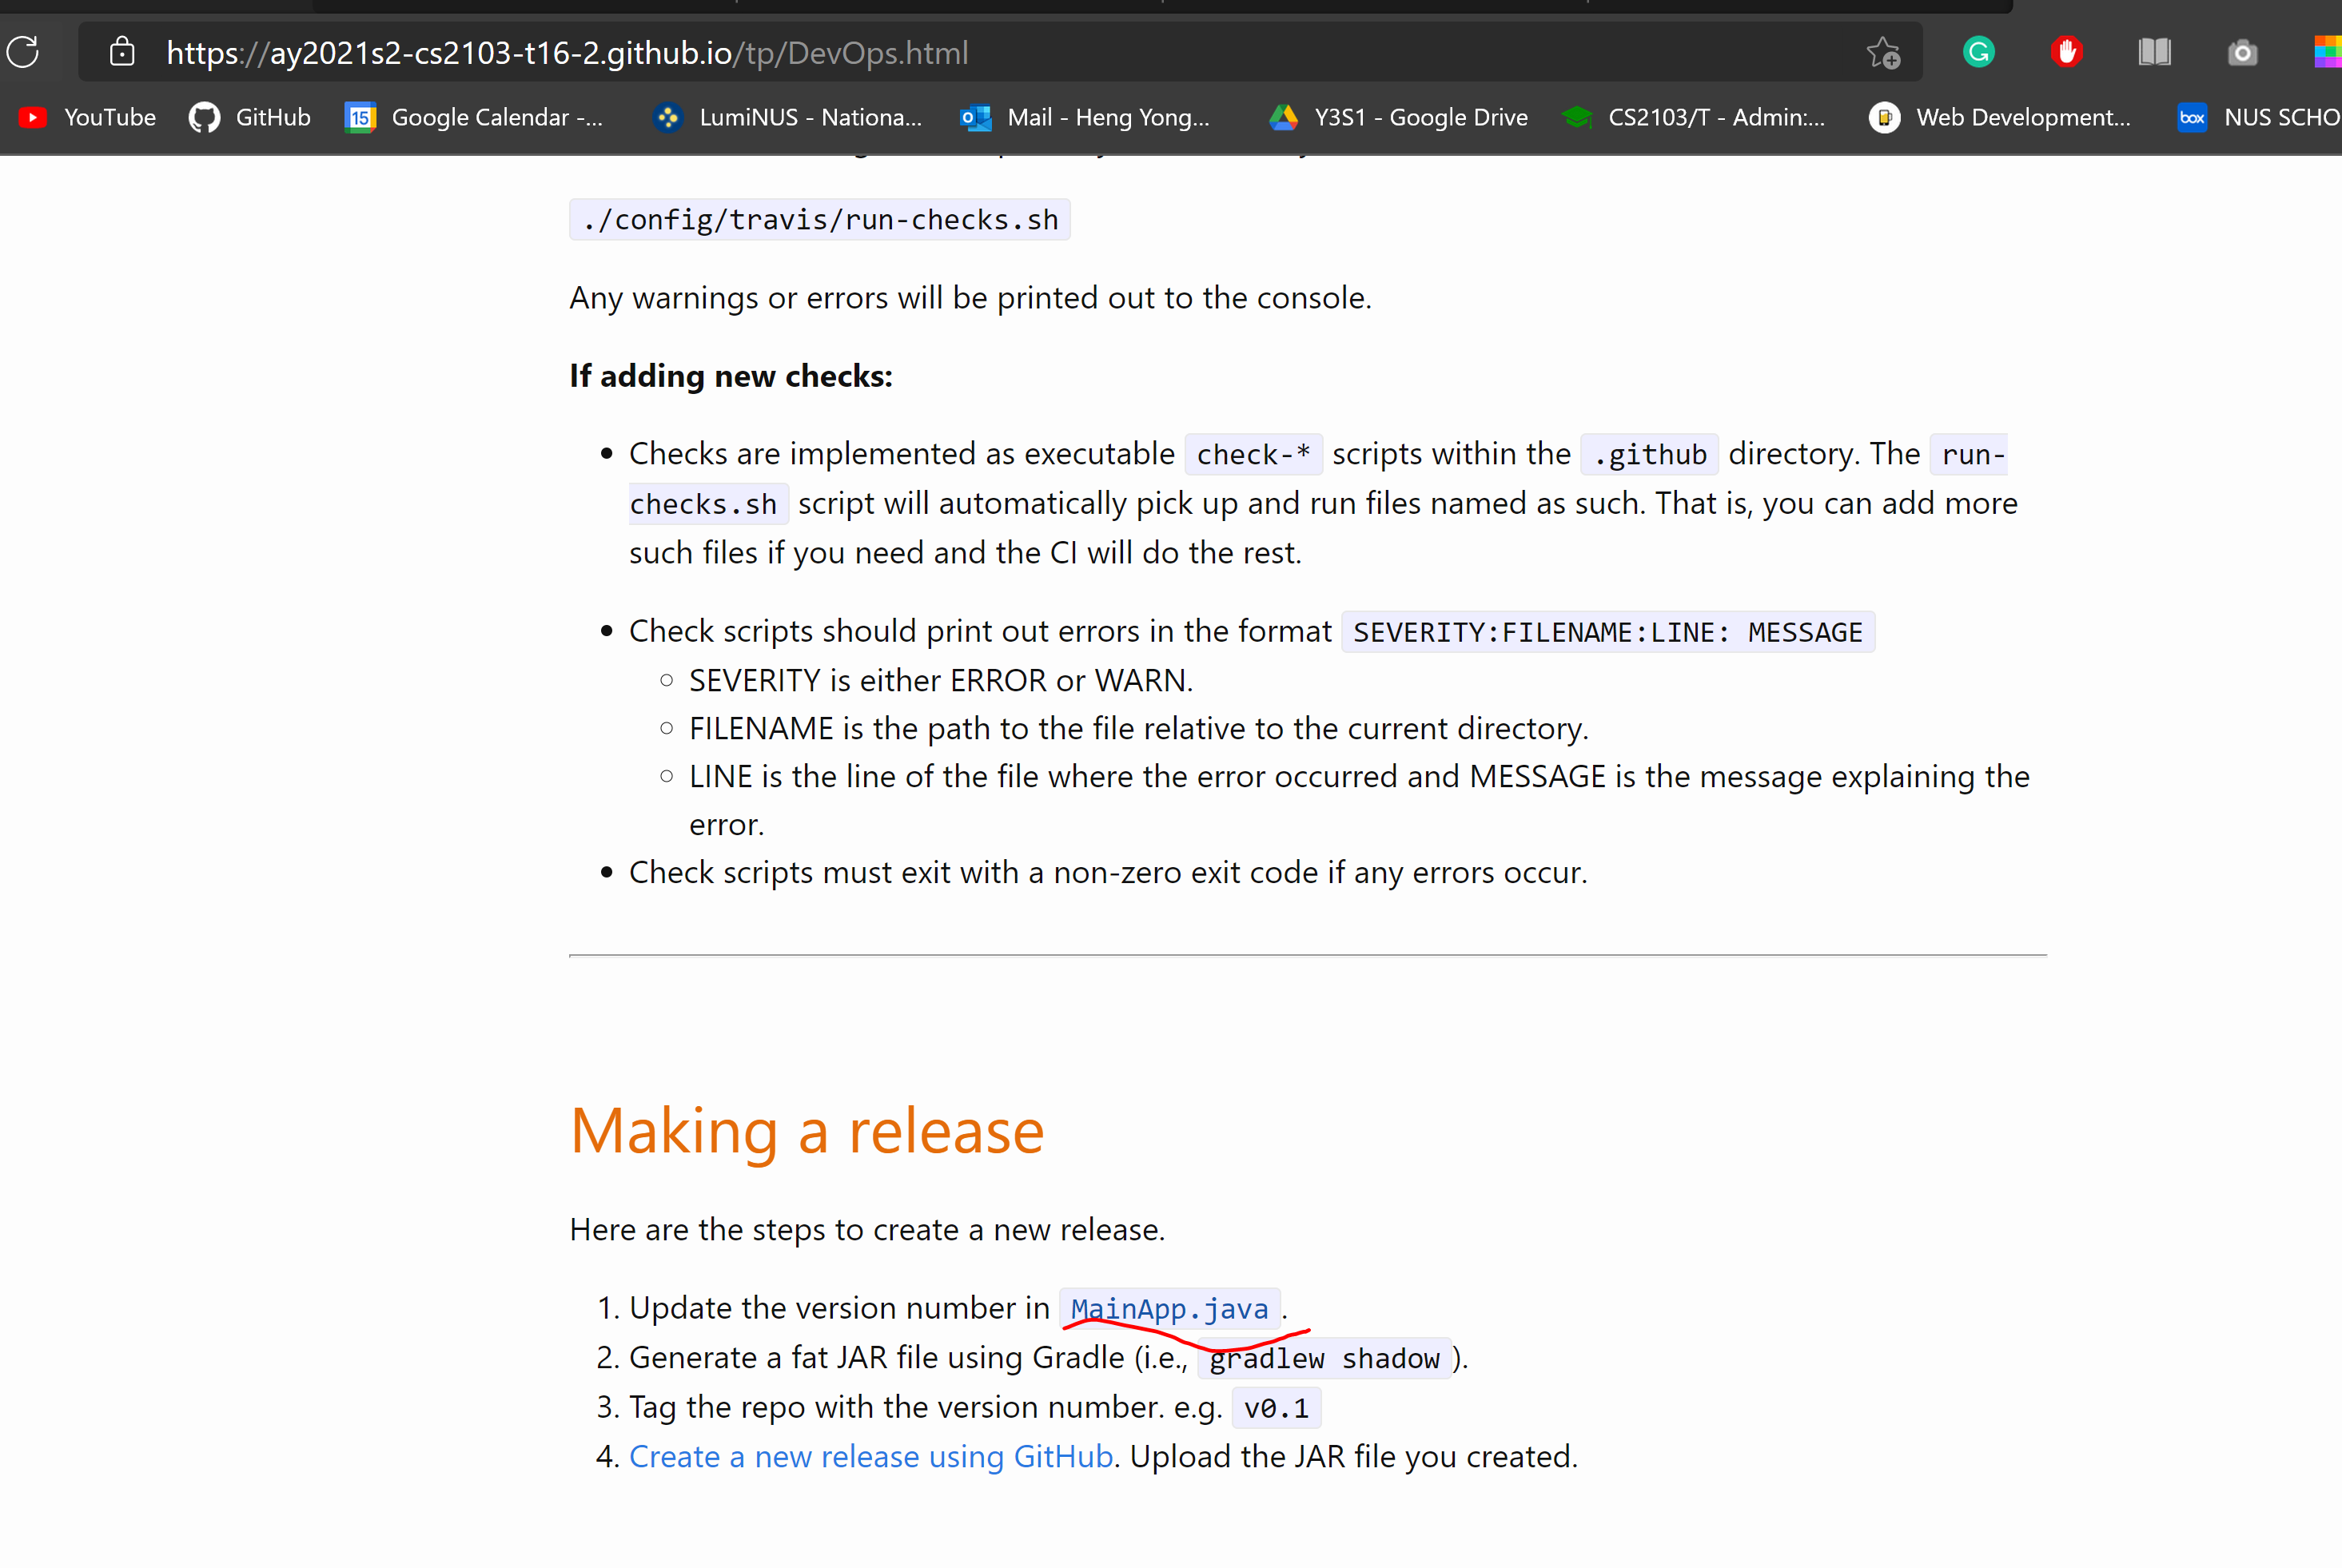 https://ay2021s2-cs2103-t16-2.github.io/tp/DevOps.html
YouTube GitHub 15 Google Calendar -... LumiNUS - Nationa... Mail - Heng Yong... Y3S1 - Google Drive CS2103/T - Admin:... Web Development... box NUS SCHO
./config/travis/run-checks.sh
Any warnings or errors will be printed out to the console.
If adding new checks:
Checks are implemented as executable check-* scripts within the .github directory. The run-
checks.sh script will automatically pick up and run files named as such. That is, you can add more
such files if you need and the CI will do the rest.
Check scripts should print out errors in the format SEVERITY:FILENAME:LINE: MESSAGE
SEVERITY is either ERROR or WARN.
FILENAME is the path to the file relative to the current directory.
LINE is the line of the file where the error occurred and MESSAGE is the message explaining the
error.
Check scripts must exit with a non-zero exit code if any errors occur.
Making a release
Here are the steps to create a new release.
1. Update the version number in MainApp.java.
2. Generate a fat JAR file using Gradle (i.e., gradlew shadow).
3. Tag the repo with the version number. e.g. v0.1
4. Create a new release using GitHub. Upload the JAR file you created.